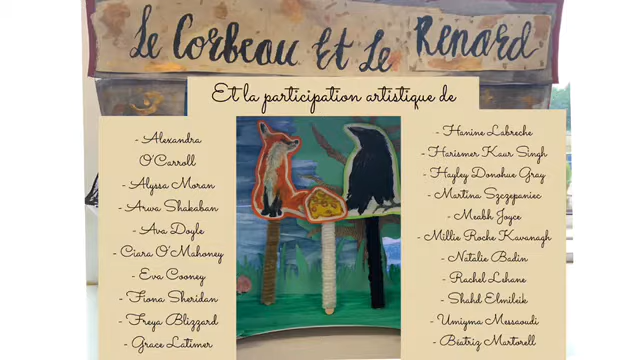 Le Corbeau Et Le Renard
Et la participation artistique de
- Alexandra
O'Carroll
- Alyssa Moran
- Arwa Shakaban
- Ava Doyle
- Ciara O'Mahoney
- Eva Cooney
- Fiona Sheridan
- Freya Blizzard
- Grace Latimer
- Hanine Labreche
- Harismer Kaur Singh
- Hayley Donohue Gray
- Martina Szczepaniec
- Meabh Joyce
- Millie Roche Kavanagh
- Natalie Badin
- Rachel Lehane
- Shahd Elmileik
- Umiyma Messaoudi
- Béatriz Martorell